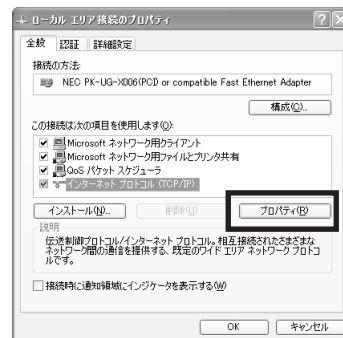 ローカル エリア接続のプロパティ
全般 認証 詳細設定
接続の方法:
NEC PK-UG-X006(PCI) or compatible Fast Ethernet Adapter
構成(C)...
この接続は次の項目を使用します(O):
Microsoft ネットワーク用クライアント
Microsoft ネットワーク用ファイルとプリンタ共有
QoS パケット スケジューラ
インターネット プロトコル (TCP/IP)
インストール(N)... 削除(U) プロパティ(R)
説明
伝送制御プロトコル/インターネット プロトコル。相互接続されたさまざまな
ネットワーク間の通信を提供する、既定のワイド エリア ネットワーク プロトコ
ルです。
接続時に通知領域にインジケータを表示する(W)
OK キャンセル